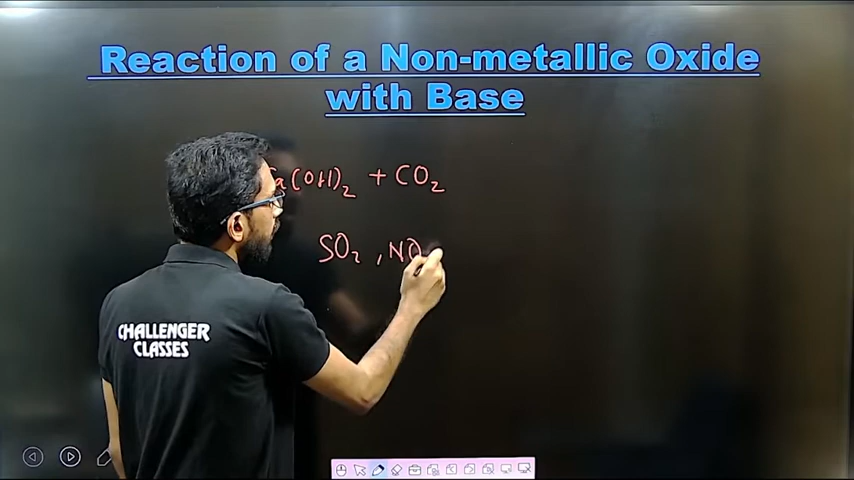 Reaction of a Non-metallic Oxide
with Base
a(OH)₂ + CO₂
SO₂ , NO
CHALLENGER
CLASSES